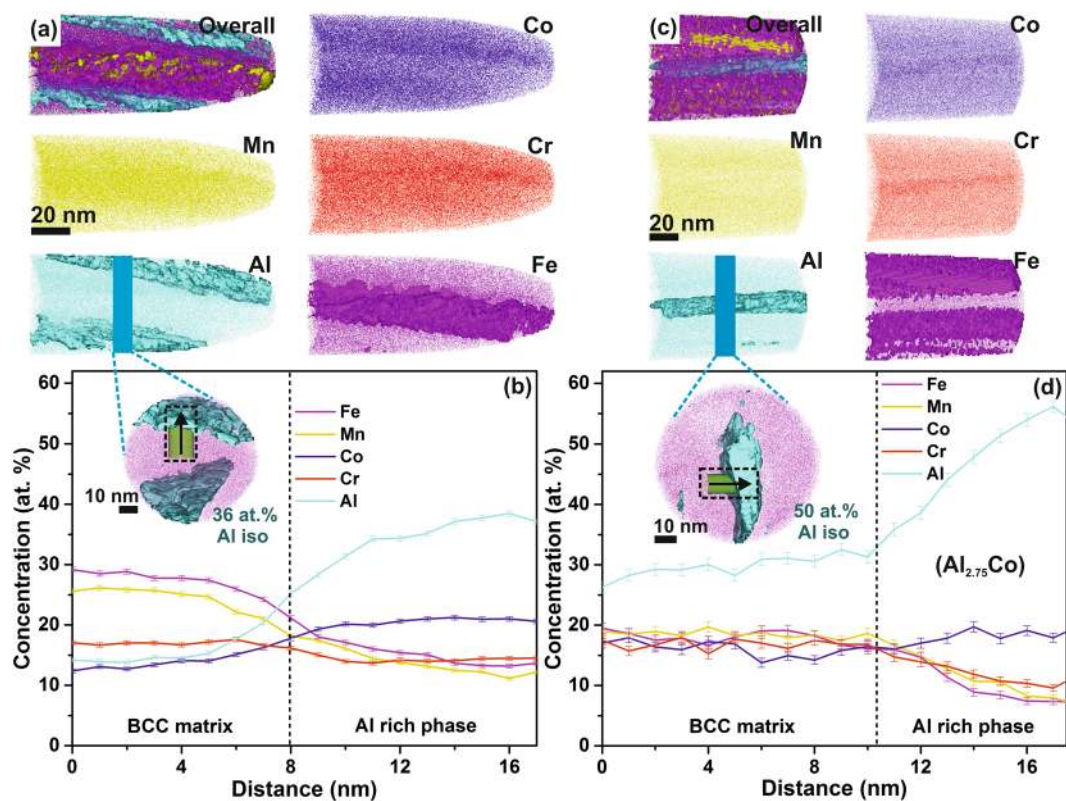 (a)
Overall
Co
(c)
Overall
Co
Mn
Cr
Mn
Cr
20 nm
20 nm
Al
Fe
Al
Fe
60
50
40
30
20
10
0
Concentration (at. %)
(b)
Fe
Mn
Co
Cr
Al
10 nm
36 at.%
Al iso
BCC matrix
Al rich phase
0 4 8 12 16
Distance (nm)
60
50
40
30
20
10
0
Concentration (at. %)
(d)
Fe
Mn
Co
Cr
Al
10 nm
50 at.%
Al iso
(Al2.75Co)
BCC matrix
Al rich phase
0 4 8 12 16
Distance (nm)